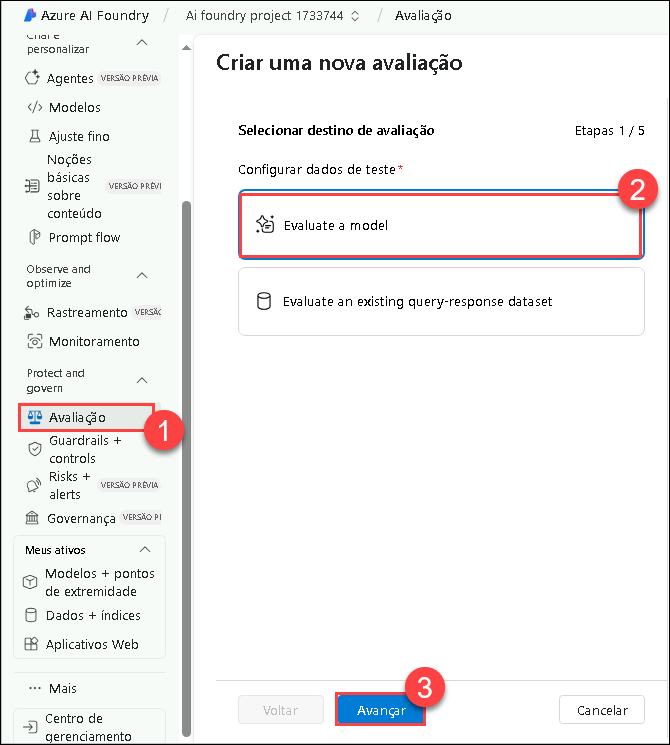 Azure AI Foundry / Ai foundry project 1733744 / Avaliação
personalizar
Agentes VERSÃO PRÉVIA
Modelos
Ajuste fino
Noções
básicas
sobre
conteúdo
VERSÃO PRÉVI
Prompt flow
Observe and
optimize
Rastreamento VERSÃO
Monitoramento
Protect and
govern
Avaliação
1
Guardrails +
controls
Risks +
alerts
VERSÃO PRÉVIA
Governança VERSÃO PI
Meus ativos
Modelos + pontos
de extremidade
Dados + índices
Aplicativos Web
Mais
Centro de
gerenciamento
Criar uma nova avaliação
Selecionar destino de avaliação
Etapas 1 / 5
Configurar dados de teste*
2
Evaluate a model
Evaluate an existing query-response dataset
3
Voltar
Avançar
Cancelar